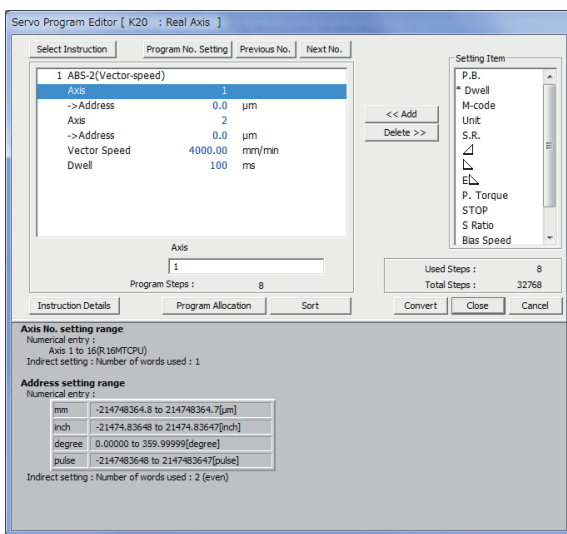 Servo Program Editor [ K20 : Real Axis ]
Select Instruction Program No. Setting Previous No. Next No.
1 ABS-2(Vector-speed)
Axis 1
->Address 0.0 µm
Axis 2
->Address 0.0 µm
Vector Speed 4000.00 mm/min
Dwell 100 ms
<< Add
Delete >>
Setting Item
P.B.
* Dwell
M-code
Unit
S.R.
E
P. Torque
STOP
S Ratio
Bias Speed
Axis
1
Program Steps : 8
Used Steps : 8
Total Steps : 32768
Instruction Details Program Allocation Sort Convert Close Cancel
Axis No. setting range
Numerical entry :
Axis 1 to 16(R16MTCPU)
Indirect setting : Number of words used : 1
Address setting range
Numerical entry :
mm -214748364.8 to 214748364.7[µm]
inch -21474.83648 to 21474.83647[inch]
degree 0.00000 to 359.99999[degree]
pulse -2147483648 to 2147483647[pulse]
Indirect setting : Number of words used : 2 (even)